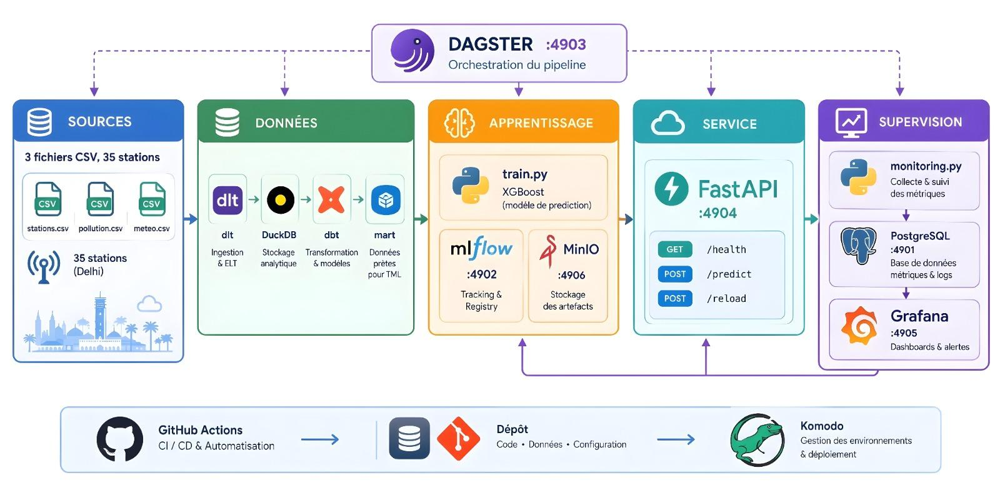 DAGSTER :4903
Orchestration du pipeline
SOURCES
3 fichiers CSV, 35 stations
CSV
CSV
CSV
stations.csv
pollution.csv
meteo.csv
35 stations
(Delhi)
DONNÉES
dlt
dlt
Ingestion
& ELT
DuckDB
Stockage
analytique
dbt
Transformation
& modèles
mart
Données
prètes
pour TML
APPRENTISSAGE
train.py
XGBoost
(modéle de prediction)
mlflow
:4902
Tracking &
Registry
MinIO
:4906
Stockage
des artefacts
SERVICE
FastAPI
:4904
GET /health
POST /predict
POST /reload
SUPERVISION
monitoring.py
Collecte & suivi
des métriques
PostgreSQL
:4901
Base de données
métriques & logs
Grafana
:4905
Dashboards & alertes
GitHub Actions
CI / CD & Automatisation
Dépôt
Code • Données • Configuration
Komodo
Gestion des environnements
& déploiement